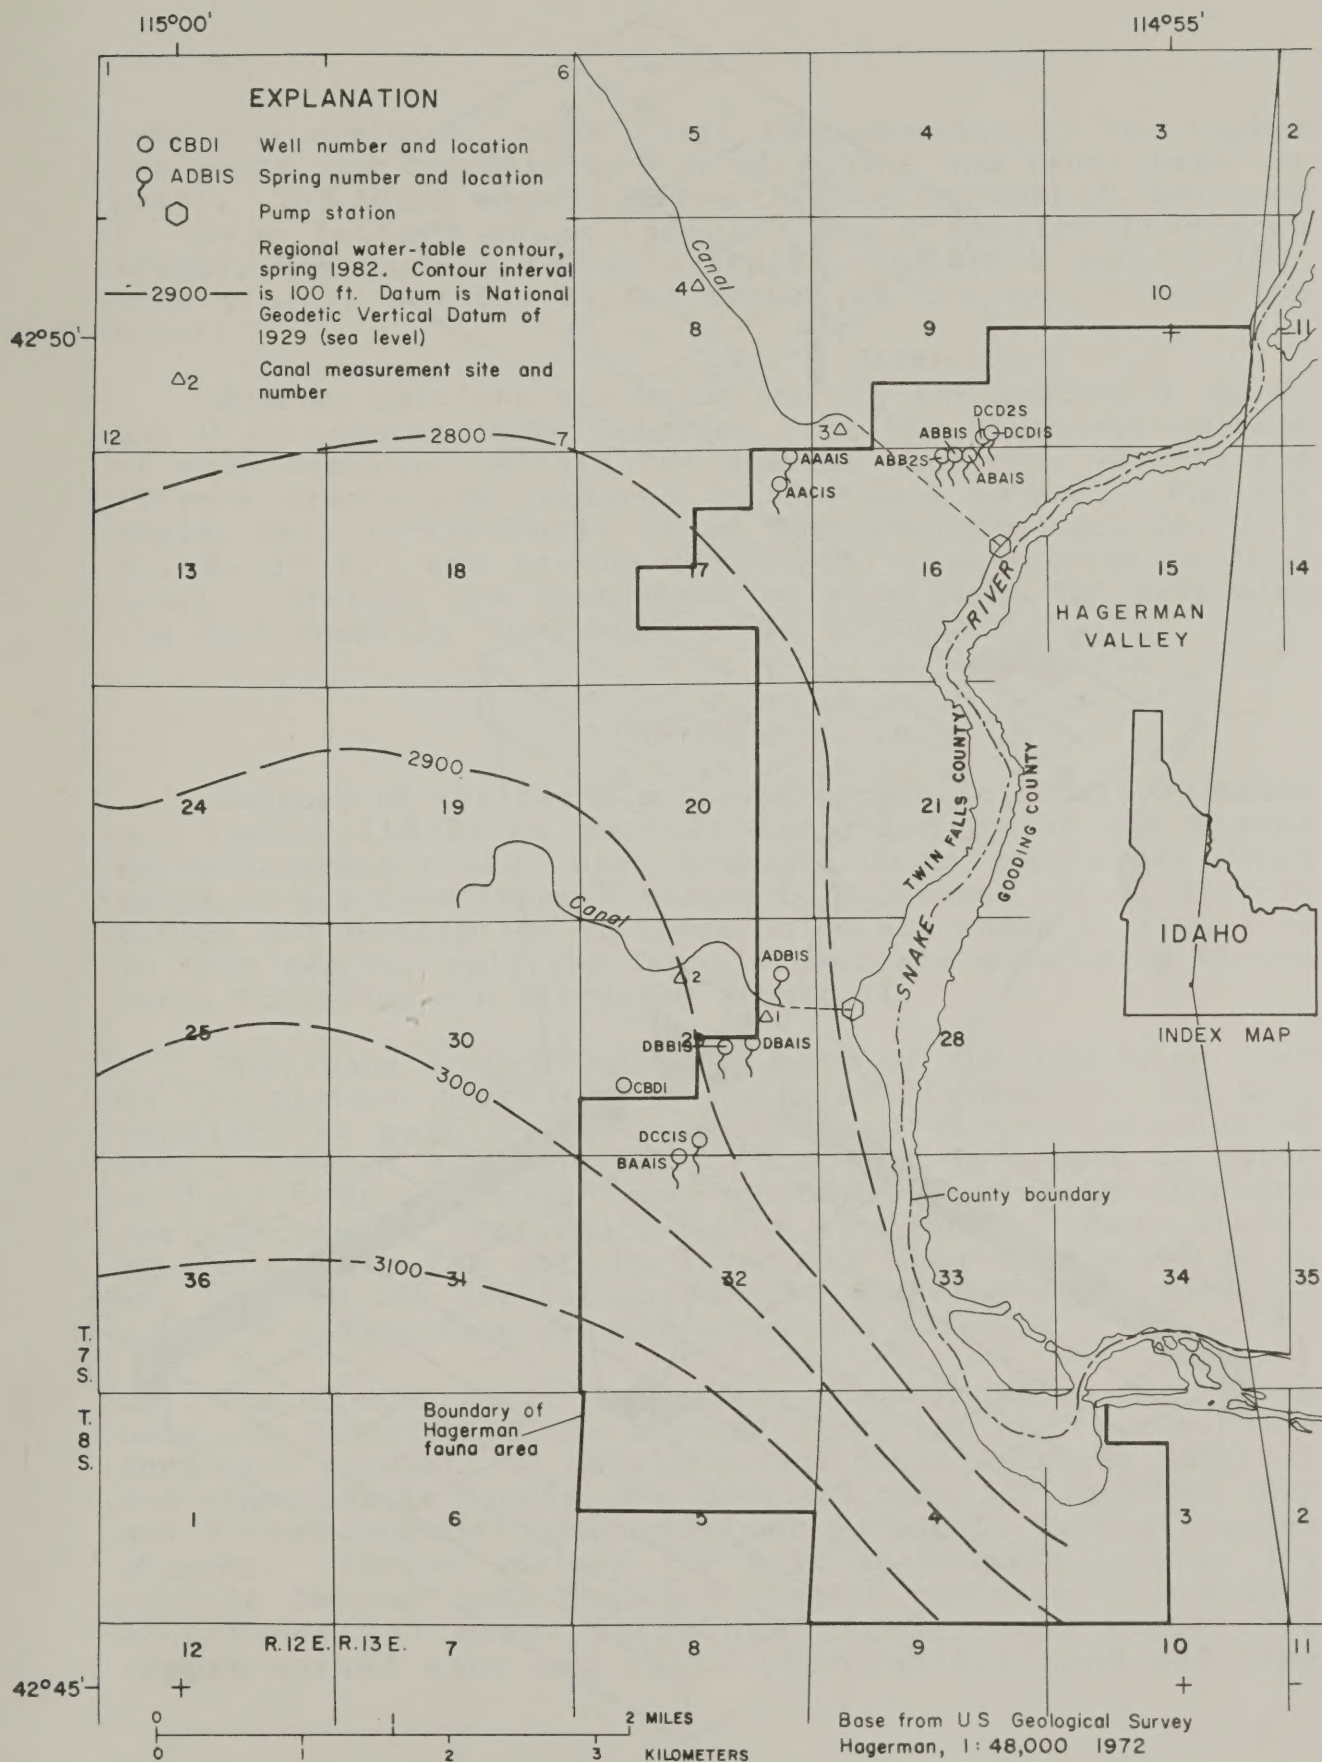 115°00'
114°55'
1
6
5
4
3
2
EXPLANATION
CBDI Well number and location
ADBIS Spring number and location
Pump station
Regional water-table contour,
spring 1982. Contour interval
2900 is 100 ft. Datum is National
Geodetic Vertical Datum of
1929 (sea level)
2 Canal measurement site and
number
Canal
4
8
9
10
11
42°50'
12
2800
7
3
DCD2S
ABBIS
DCDIS
AAAIS
ABB2S
ABAIS
AACIS
13
18
17
16
15
14
RIVER
HAGERMAN
VALLEY
2900
24
19
20
21
TWIN FALLS COUNTY
GOODING COUNTY
Canal
SNAKE
IDAHO
INDEX MAP
ADBIS
2
1
25
30
28
DBBIS
DBAIS
3000
CBDI
DCCIS
BAAIS
County boundary
3100
36
31
32
33
34
35
T.
7
S.
T.
8
S.
Boundary of
Hagerman
fauna area
1
6
5
4
3
2
12
R. 12 E.
R. 13 E.
7
8
9
10
11
42°45'
0 1 2 MILES
0 1 2 3 KILOMETERS
Base from US Geological Survey
Hagerman, 1:48,000 1972